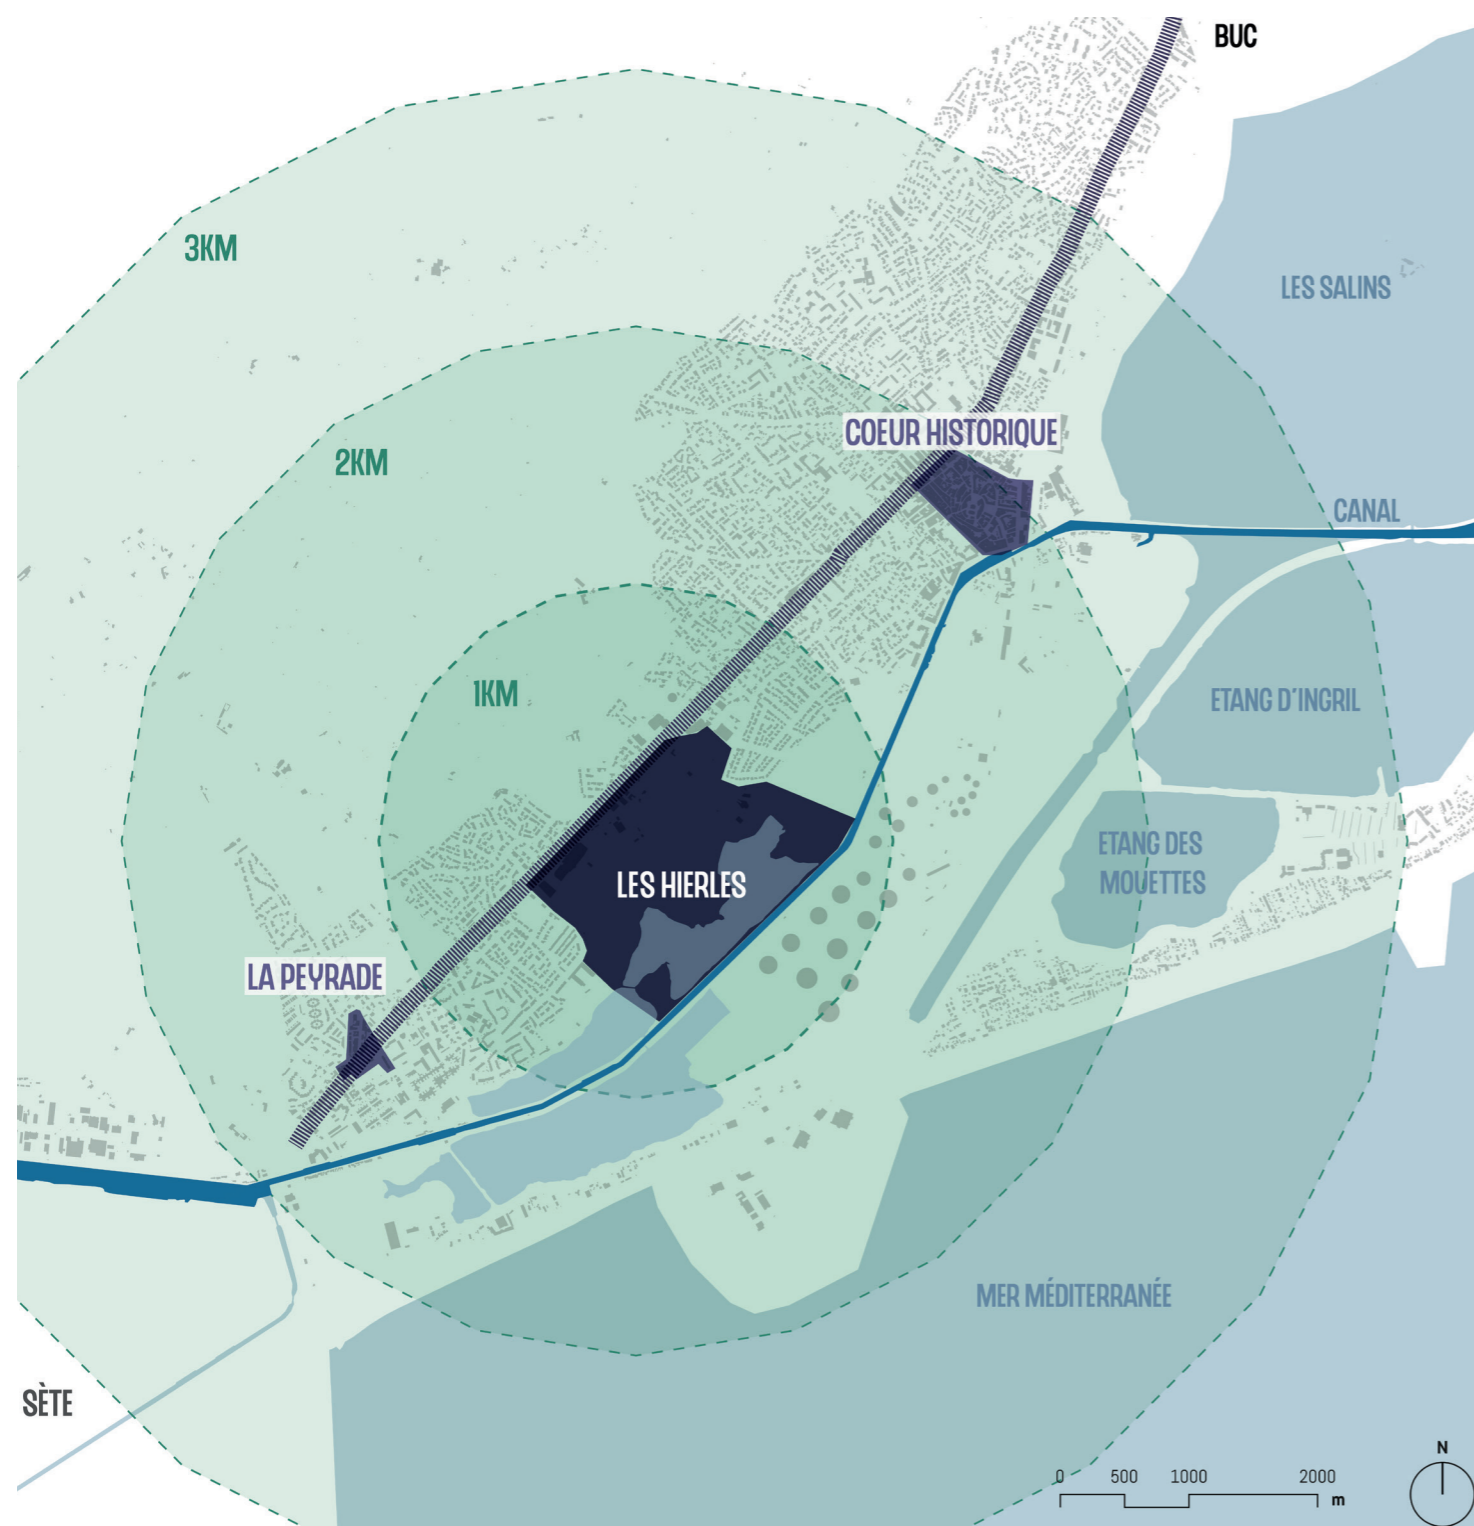 BUC
3KM
LES SALINS
COEUR HISTORIQUE
2KM
CANAL
1KM
ETANG D'INGRIL
ETANG DES
MOUETTES
LES HIERLES
LA PEYRADE
MER MÉDITERRANÉE
SÈTE
N
0 500 1000 2000
m